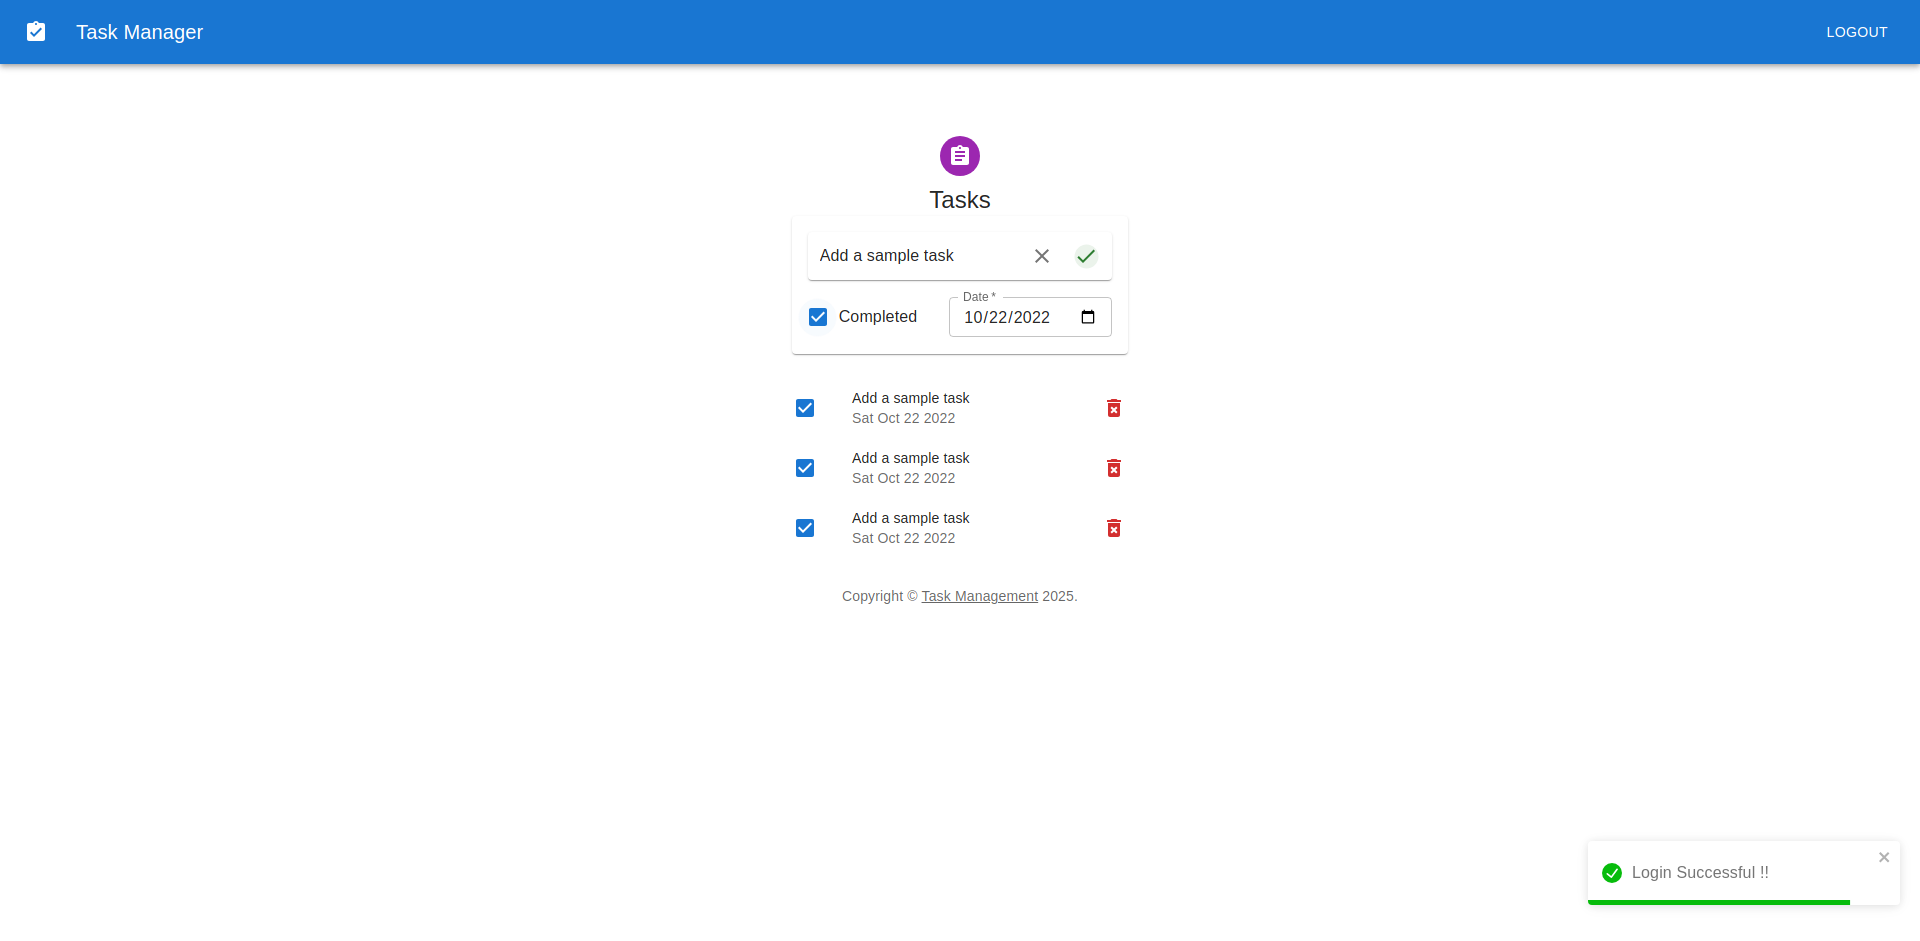 Task Manager
LOGOUT
Tasks
Add a sample task
Completed
Date *
10/22/2022
Add a sample task
Sat Oct 22 2022
Add a sample task
Sat Oct 22 2022
Add a sample task
Sat Oct 22 2022
Copyright © Task Management 2025.
Login Successful !!